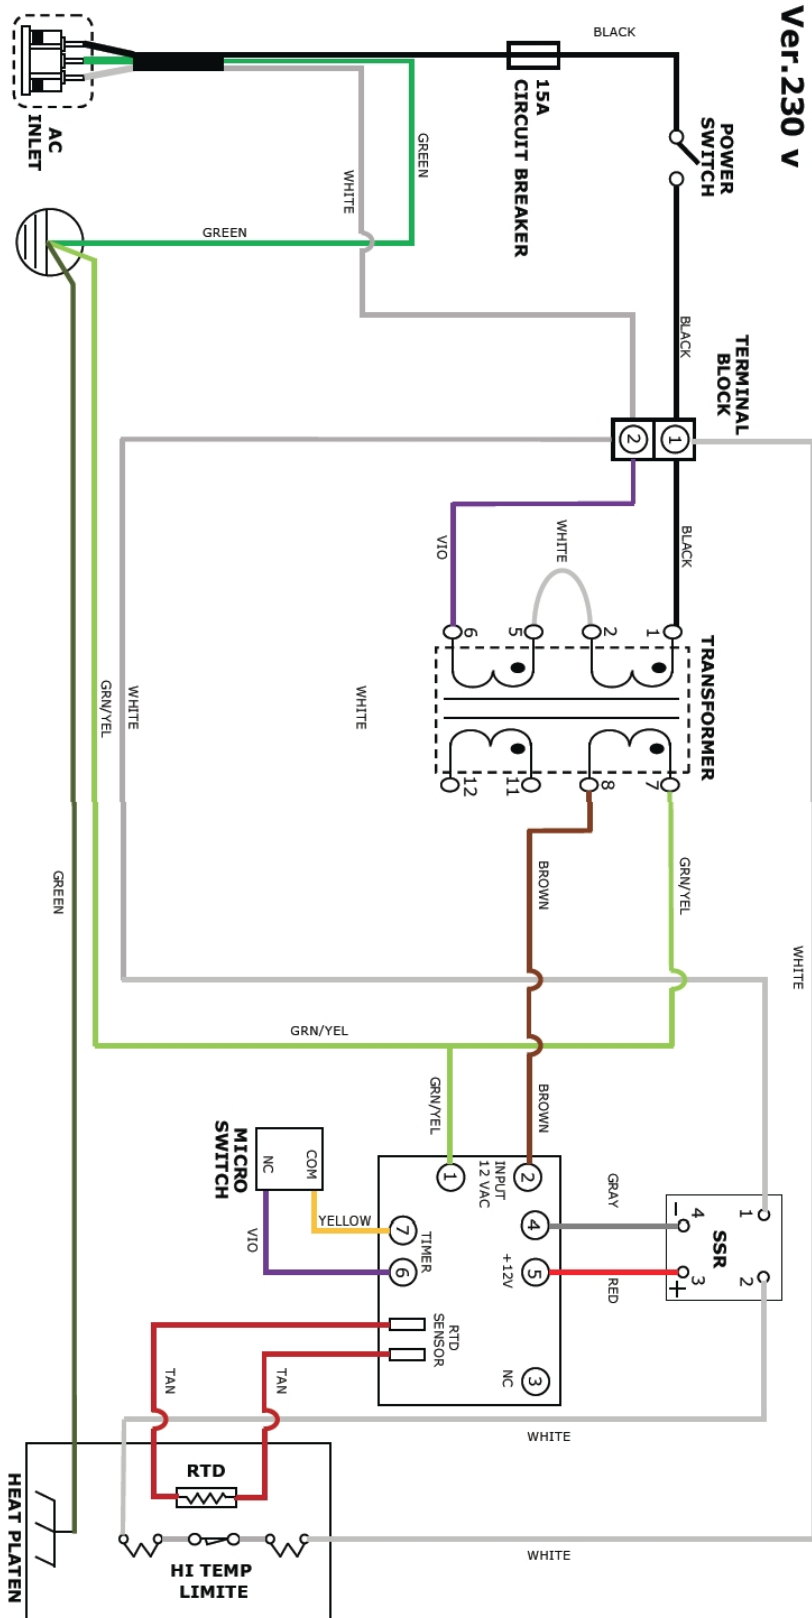 Ver.230 v
BLACK
15A
CIRCUIT BREAKER
POWER
SWITCH
AC
INLET
GREEN
WHITE
GREEN
BLACK
TERMINAL
BLOCK
2
1
BLACK
WHITE
VIO
6
5
2
1
TRANSFORMER
GRN/YEL
WHITE
WHITE
12
11
8
7
GREEN
BROWN
GRN/YEL
WHITE
GRN/YEL
GRN/YEL
BROWN
MICRO
SWITCH
NC
COM
1
INPUT
12 VAC
2
GRAY
YELLOW
VIO
7
6
TIMER
4
+12V
5
RED
- 4
1
SSR
+ 3
2
RTD
SENSOR
NC
3
TAN
TAN
WHITE
RTD
HEAT PLATEN
HI TEMP
LIMITE
WHITE